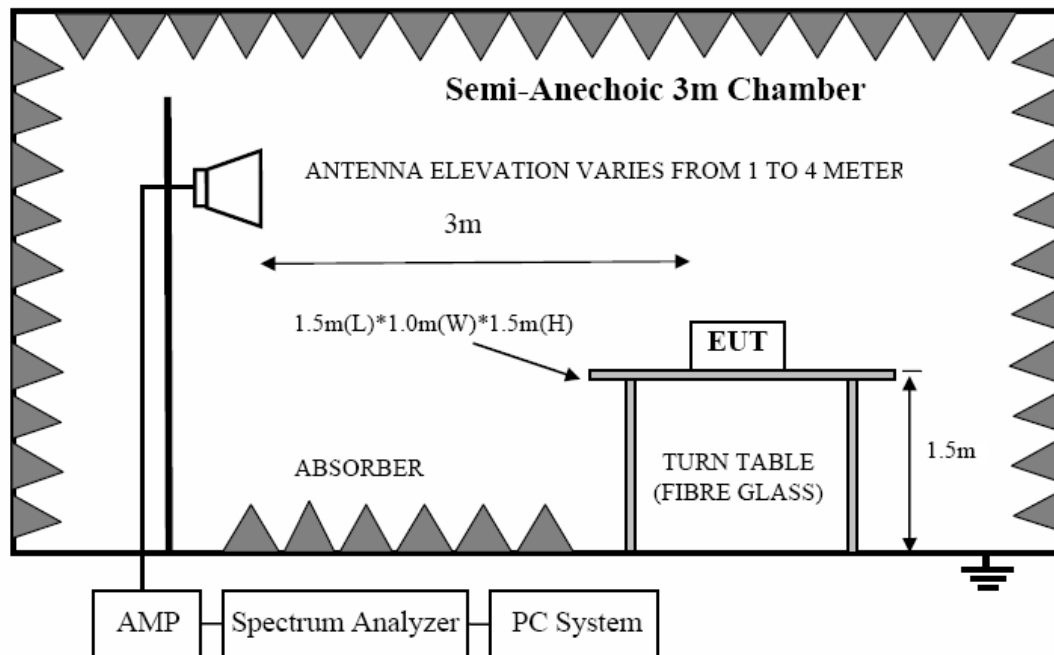 Semi-Anechoic 3m Chamber
ANTENNA ELEVATION VARIES FROM 1 TO 4 METER
3m
1.5m(L)*1.0m(W)*1.5m(H)
EUT
1.5m
ABSORBER
TURN TABLE
(FIBRE GLASS)
AMP
Spectrum Analyzer
PC System